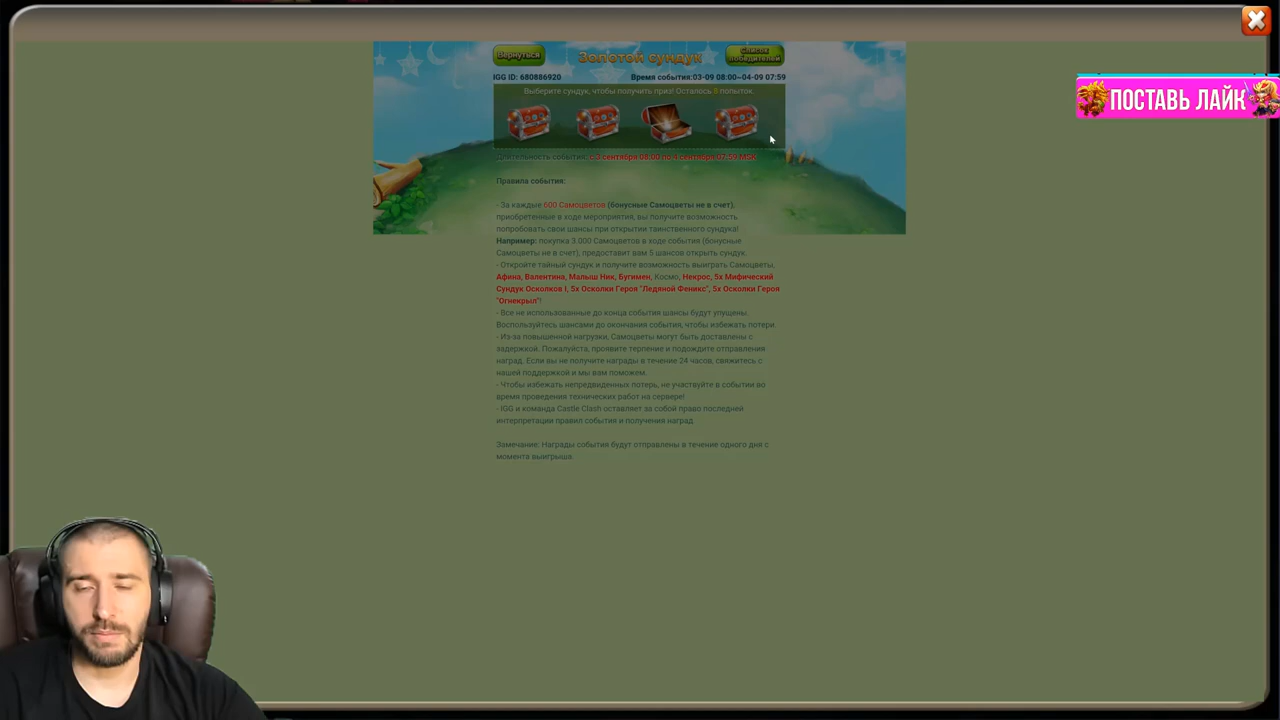 Вернуться
Золотой сундук
Список победителей
IGG ID: 680886920
Время события:03-09 08:00~04-09 07:59
Выберите сундук, чтобы получить приз! Осталось 8 попыток.
Длительность события: с 3 сентября 08:00 по 4 сентября 07:59 MSK
Правила события:
- За каждые 600 Самоцветов (бонусные Самоцветы не в счет),
приобретенные в ходе мероприятия, вы получите возможность
попробовать свои шансы при открытии таинственного сундука!
Например: покупка 3.000 Самоцветов в ходе события (бонусные
Самоцветы не в счет), предоставит вам 5 шансов открыть сундук.
- Откройте тайный сундук и получите возможность выиграть Самоцветы,
Афина, Валентина, Малыш Ник, Бугимен, Космо, Некрос, 5x Мифический
Сундук Осколков I, 5x Осколки Героя "Ледяной Феникс", 5x Осколки Героя
"Огнекрыл"!
- Все не использованные до конца события шансы будут упущены.
Воспользуйтесь шансами до окончания события, чтобы избежать потери.
- Из-за повышенной нагрузки, Самоцветы могут быть доставлены с
задержкой. Пожалуйста, проявите терпение и подождите отправления
наград. Если вы не получите награды в течение 24 часов, свяжитесь с
нашей поддержкой и мы вам поможем.
- Чтобы избежать непредвиденных потерь, не участвуйте в событии во
время проведения технических работ на сервере!
- IGG и команда Castle Clash оставляет за собой право последней
интерпретации правил события и получения наград.
Замечание: Награды события будут отправлены в течение одного дня с
момента выигрыша.
ПОСТАВЬ ЛАЙК